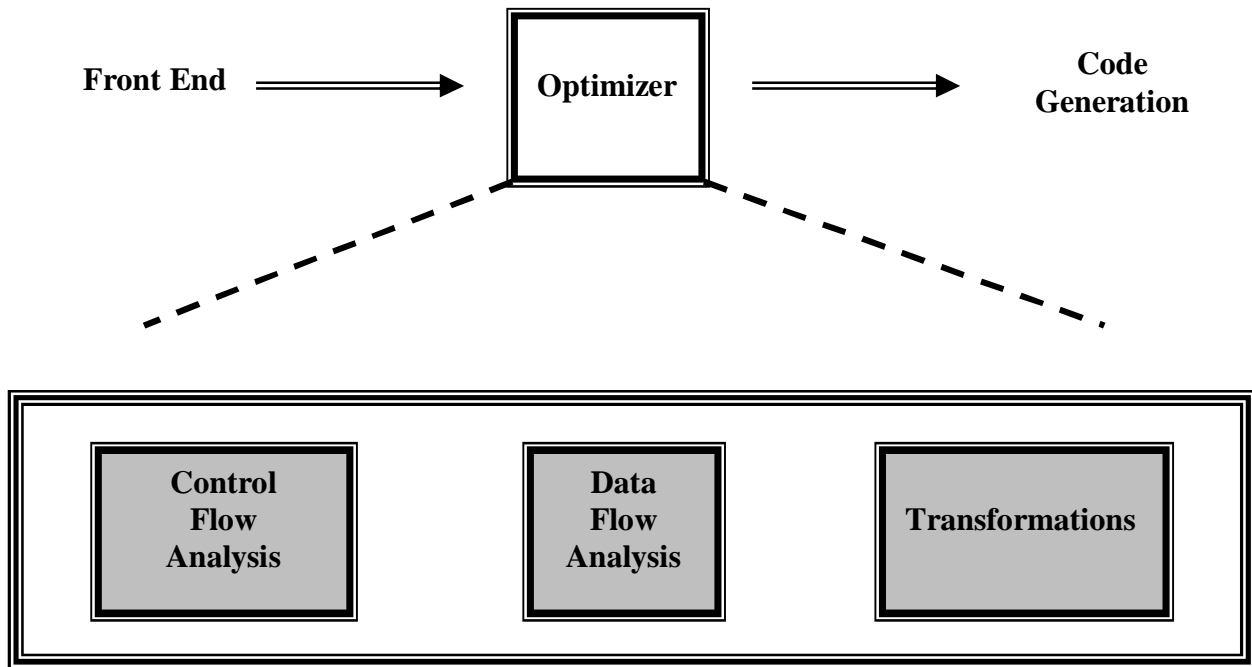 Front End
Optimizer
Code
Generation
Control
Flow
Analysis
Data
Flow
Analysis
Transformations